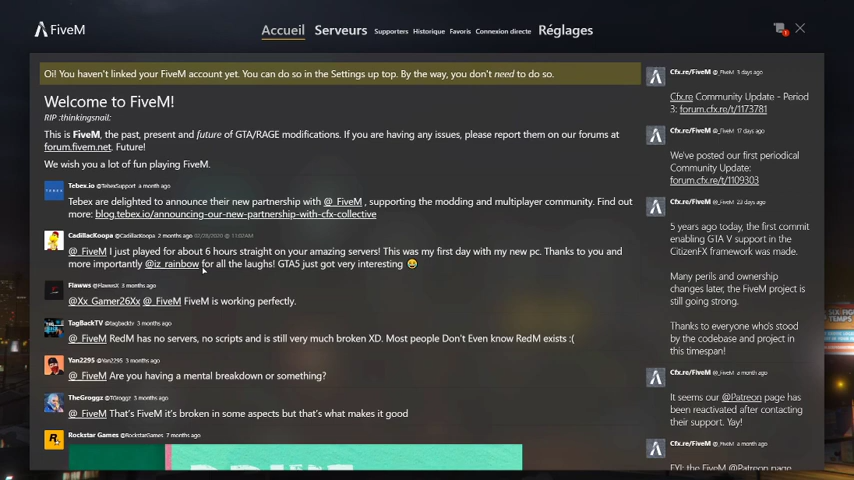 FiveM
Accueil Serveurs Supporters Historique Favoris Connexion directe Réglages
Oi! You haven't linked your FiveM account yet. You can do so in the Settings up top. By the way, you don't need to do so.
Welcome to FiveM!
RIP :thinkingsnail:
This is FiveM, the past, present and future of GTA/RAGE modifications. If you are having any issues, please report them on our forums at
forum.fivem.net. Future!
We wish you a lot of fun playing FiveM.
TEBEX
Tebex.io @TebexSupport a month ago
Tebex are delighted to announce their new partnership with @_FiveM , supporting the modding and multiplayer community. Find out
more: blog.tebex.io/announcing-our-new-partnership-with-cfx-collective
CadillacKoopa @CadillacKoopa 2 months ago 02/05/2020 @ 11:02AM
@_FiveM I just played for about 6 hours straight on your amazing servers! This was my first day with my new pc. Thanks to you and
more importantly @iz_rainbow for all the laughs! GTA5 just got very interesting 😅
Flawws @FlawwsX 3 months ago
@Xx_Gamer26Xx @_FiveM FiveM is working perfectly.
TagBackTV @tagbacktv 3 months ago
@_FiveM RedM has no servers, no scripts and is still very much broken XD. Most people Don't Even know RedM exists :(
Yan2295 @Yan2295 3 months ago
@_FiveM Are you having a mental breakdown or something?
TheGroggz @TGroggz 3 months ago
@_FiveM That's FiveM it's broken in some aspects but that's what makes it good
Rockstar Games @RockstarGames 7 months ago
Cfx.re/FiveM @_FiveM 3 days ago
Cfx.re Community Update - Period
3: forum.cfx.re/t/1173781
Cfx.re/FiveM @_FiveM 17 days ago
We've posted our first periodical
Community Update:
forum.cfx.re/t/1109303
Cfx.re/FiveM @_FiveM 23 days ago
5 years ago today, the first commit
enabling GTA V support in the
CitizenFX framework was made.
Many perils and ownership
changes later, the FiveM project is
still going strong.
Thanks to everyone who's stood
by the codebase and project in
this timespan!
Cfx.re/FiveM @_FiveM a month ago
It seems our @Patreon page has
been reactivated after contacting
their support. Yay!
Cfx.re/FiveM @_FiveM a month ago
FYI: the FiveM @Patreon page